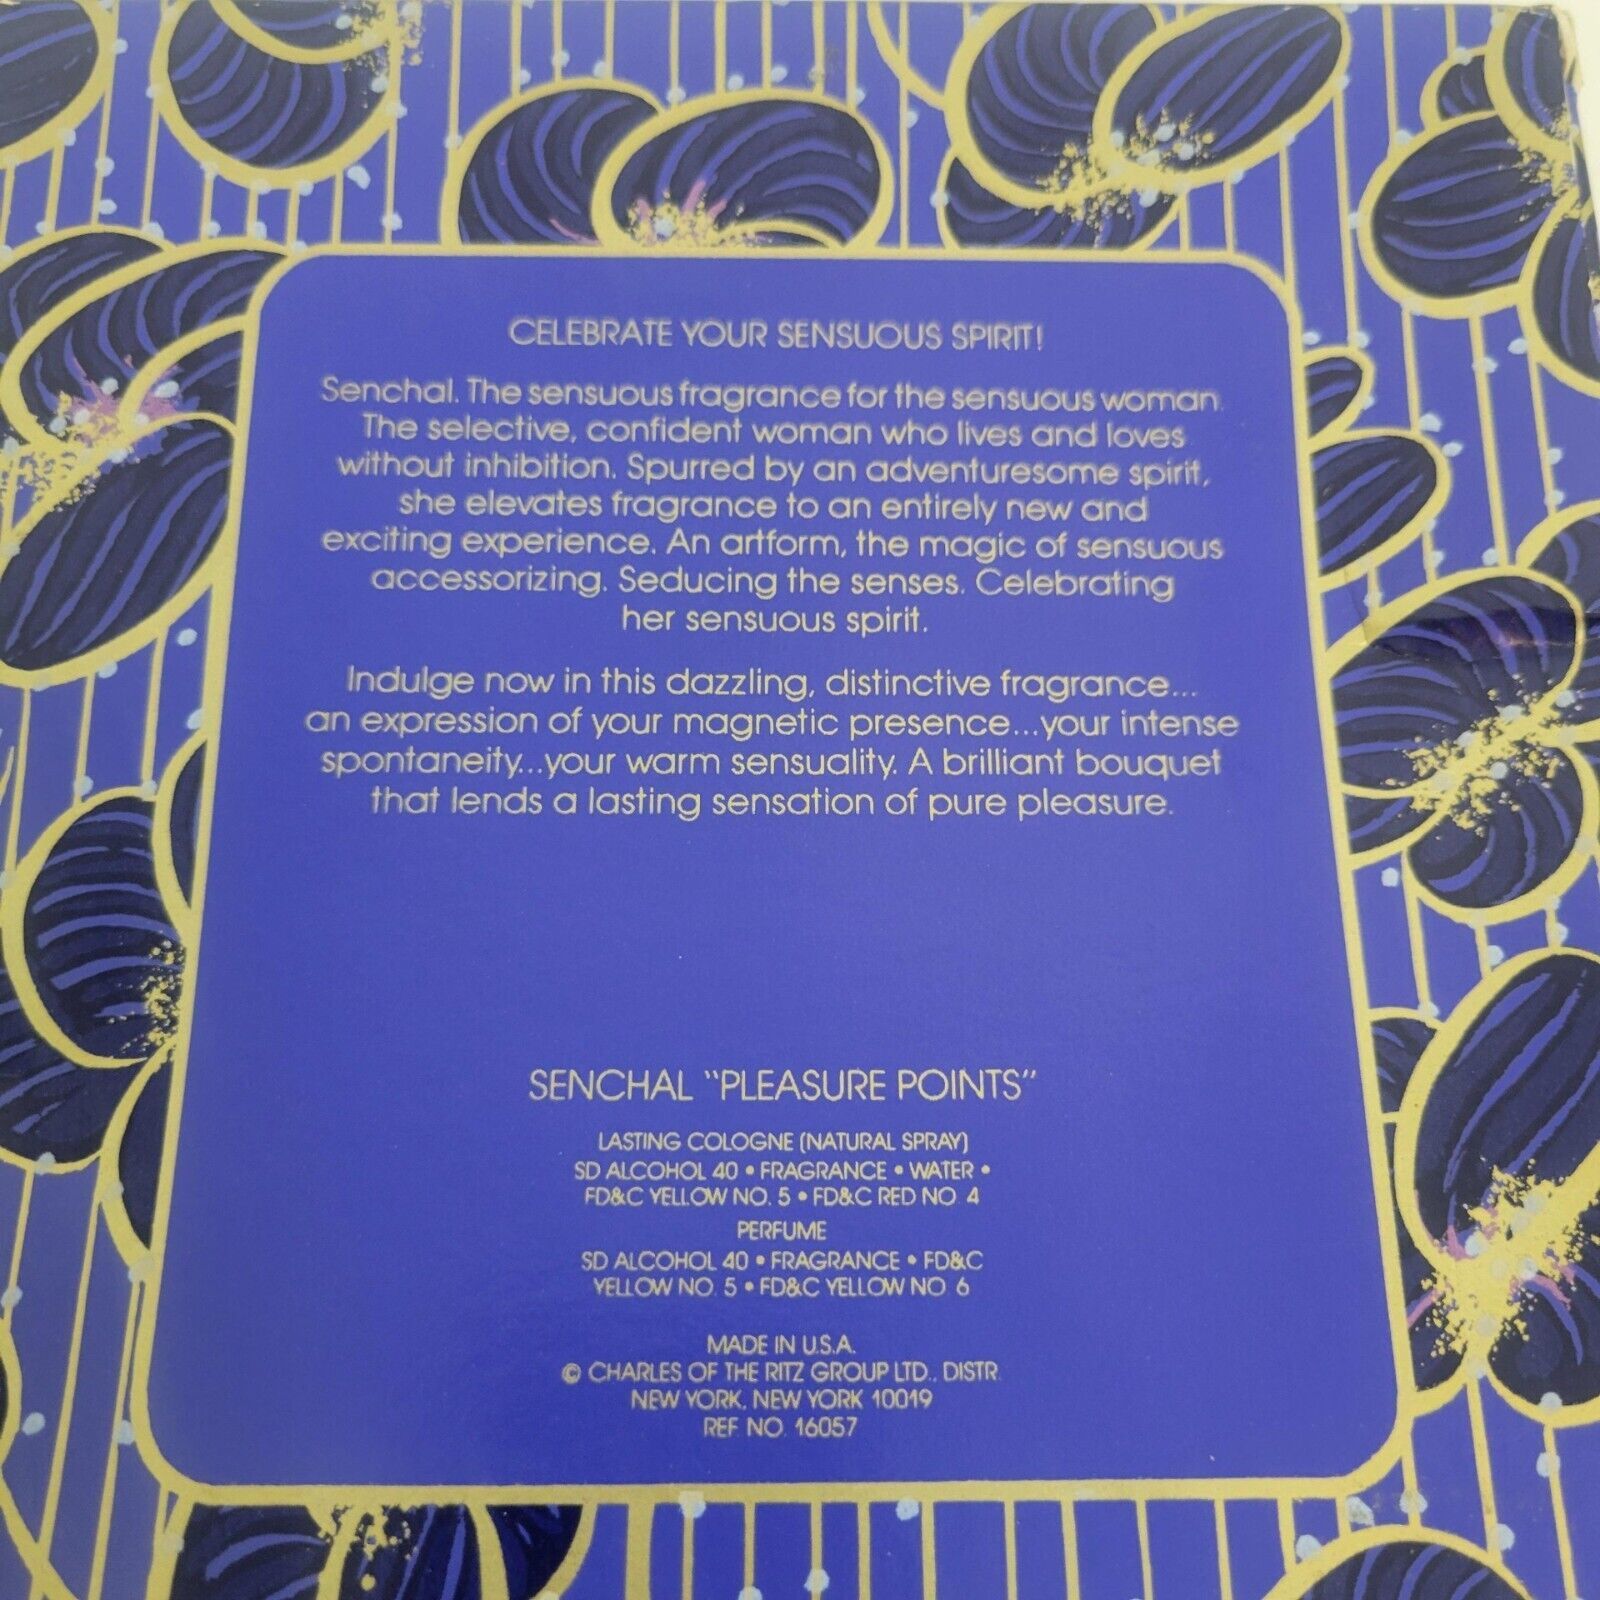 CELEBRATE YOUR SENSUOUS SPIRIT!
Senchal. The sensuous fragrance for the sensuous woman.
The selective, confident woman who lives and loves
without inhibition. Spurred by an adventuresome spirit,
she elevates fragrance to an entirely new and
exciting experience. An artform, the magic of sensuous
accessorizing. Seducing the senses. Celebrating
her sensuous spirit.
Indulge now in this dazzling, distinctive fragrance...
an expression of your magnetic presence...your intense
spontaneity...your warm sensuality. A brilliant bouquet
that lends a lasting sensation of pure pleasure.
SENCHAL "PLEASURE POINTS"
LASTING COLOGNE (NATURAL SPRAY)
SD ALCOHOL 40 • FRAGRANCE • WATER •
FD&C YELLOW NO. 5 • FD&C RED NO. 4
PERFUME
SD ALCOHOL 40 • FRAGRANCE • FD&C
YELLOW NO. 5 • FD&C YELLOW NO. 6
MADE IN U.S.A.
© CHARLES OF THE RITZ GROUP LTD., DISTR.
NEW YORK, NEW YORK 10019
REF. NO. 16057